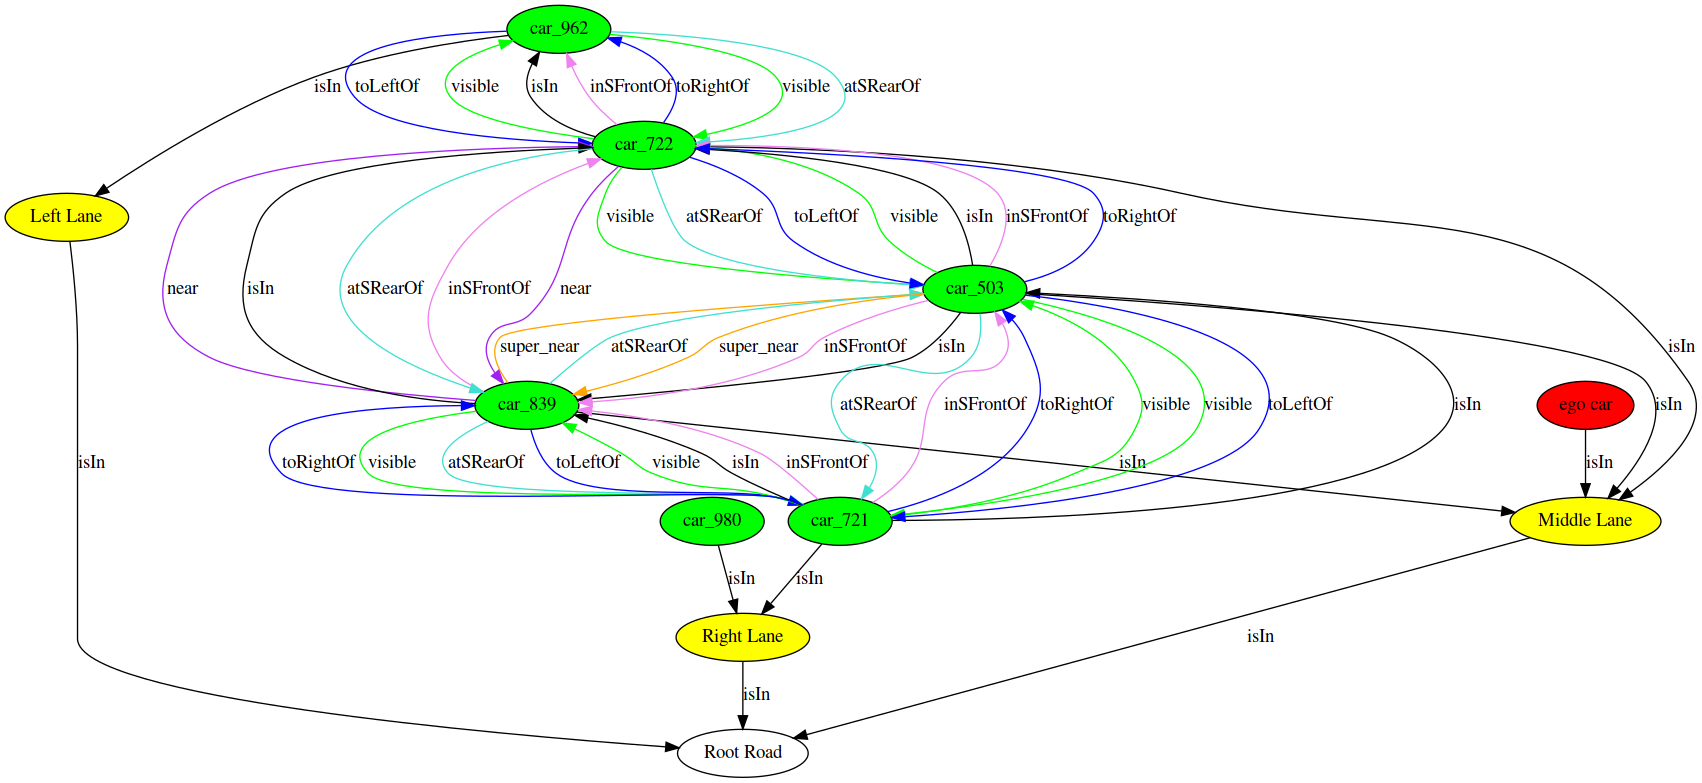 car_962
isIn
toLeftOf
visible
isIn
inSFrontOf
toRightOf
visible
atSRearOf
car_722
Left Lane
visible
atSRearOf
toLeftOf
visible
isIn
inSFrontOf
toRightOf
near
isIn
atSRearOf
inSFrontOf
near
car_503
super_near
atSRearOf
super_near
inSFrontOf
isIn
isIn
car_839
atSRearOf
inSFrontOf
toRightOf
visible
visible
toLeftOf
isIn
ego car
isIn
isIn
toRightOf
visible
atSRearOf
toLeftOf
visible
isIn
inSFrontOf
isIn
isIn
car_980
car_721
Middle Lane
isIn
isIn
Right Lane
isIn
isIn
Root Road